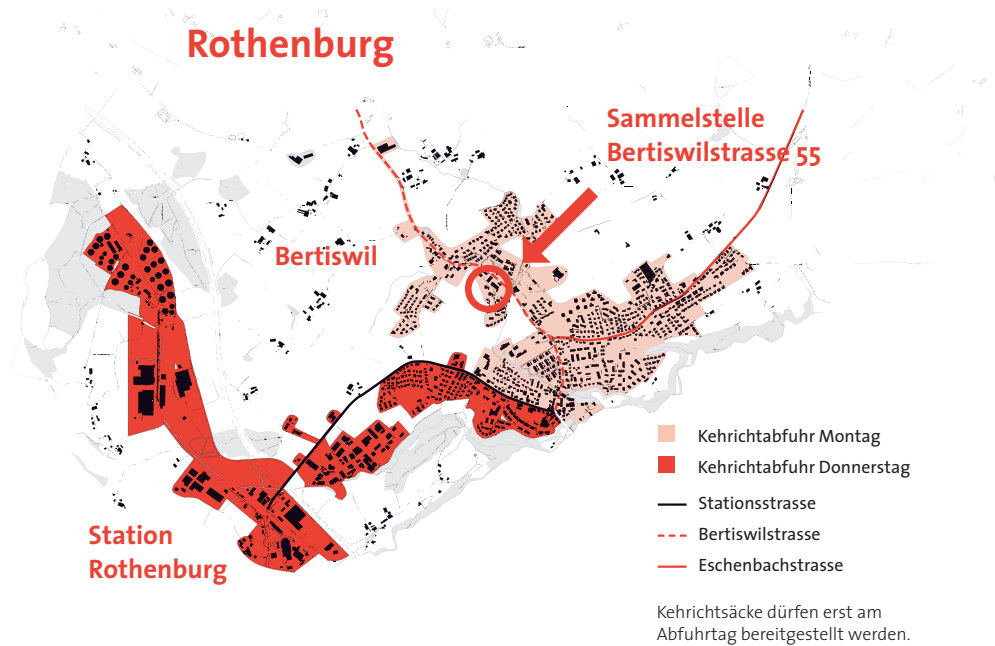 Rothenburg
Sammelstelle
Bertiswilstrasse 55
Bertiswil
Station
Rothenburg
Kehrichtabfuhr Montag
Kehrichtabfuhr Donnerstag
Stationsstrasse
Bertiswilstrasse
Eschenbachstrasse
Kehrichtsäcke dürfen erst am
Abfuhrtag bereitgestellt werden.